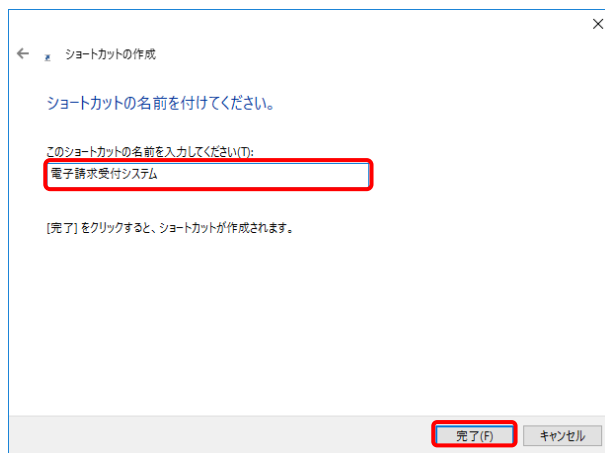 ショートカットの作成
ショートカットの名前を付けてください。
このショートカットの名前を入力してください(T):
電子請求受付システム
[完了] をクリックすると、ショートカットが作成されます。
完了(F) キャンセル